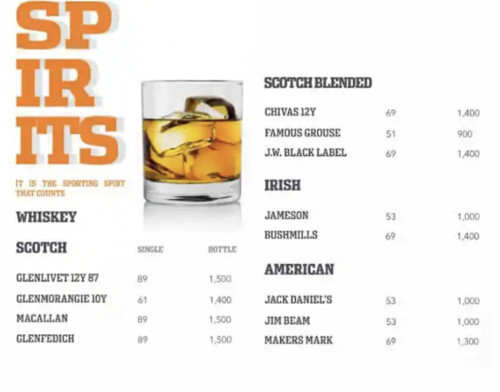 SP
IR
ITS
IT IS THE SPORTING SPIRIT
THAT COUNTS
WHISKEY
SCOTCH SINGLE BOTTLE
GLENLIVET 12Y 87 89 1,500
GLENMORANGIE 10Y 61 1,400
MACALLAN 89 1,500
GLENFEDICH 89 1,500
SCOTCH BLENDED
CHIVAS 12Y 69 1,400
FAMOUS GROUSE 51 900
J.W. BLACK LABEL 69 1,400
IRISH
JAMESON 53 1,000
BUSHMILLS 69 1,400
AMERICAN
JACK DANIEL'S 53 1,000
JIM BEAM 53 1,000
MAKERS MARK 69 1,300